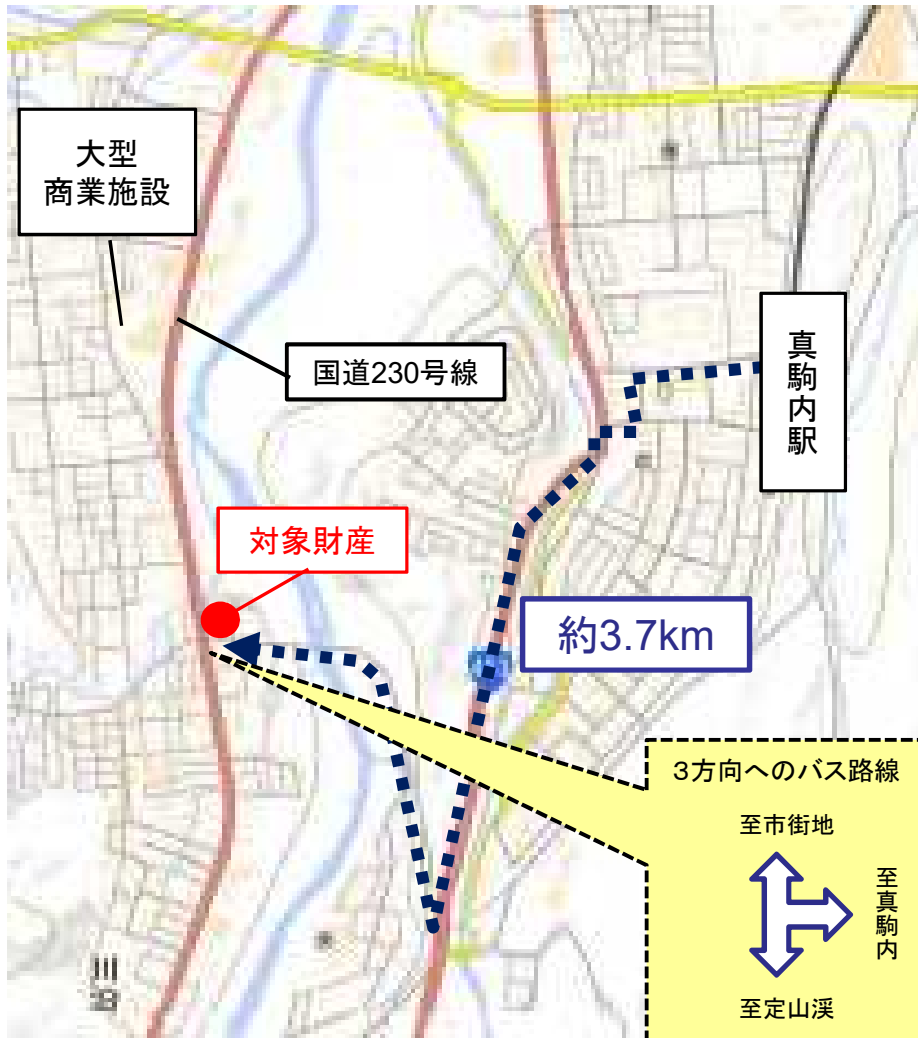 大型
商業施設
国道230号線
真駒内駅
対象財産
約3.7km
3方向へのバス路線
至市街地
至真駒内
至定山渓